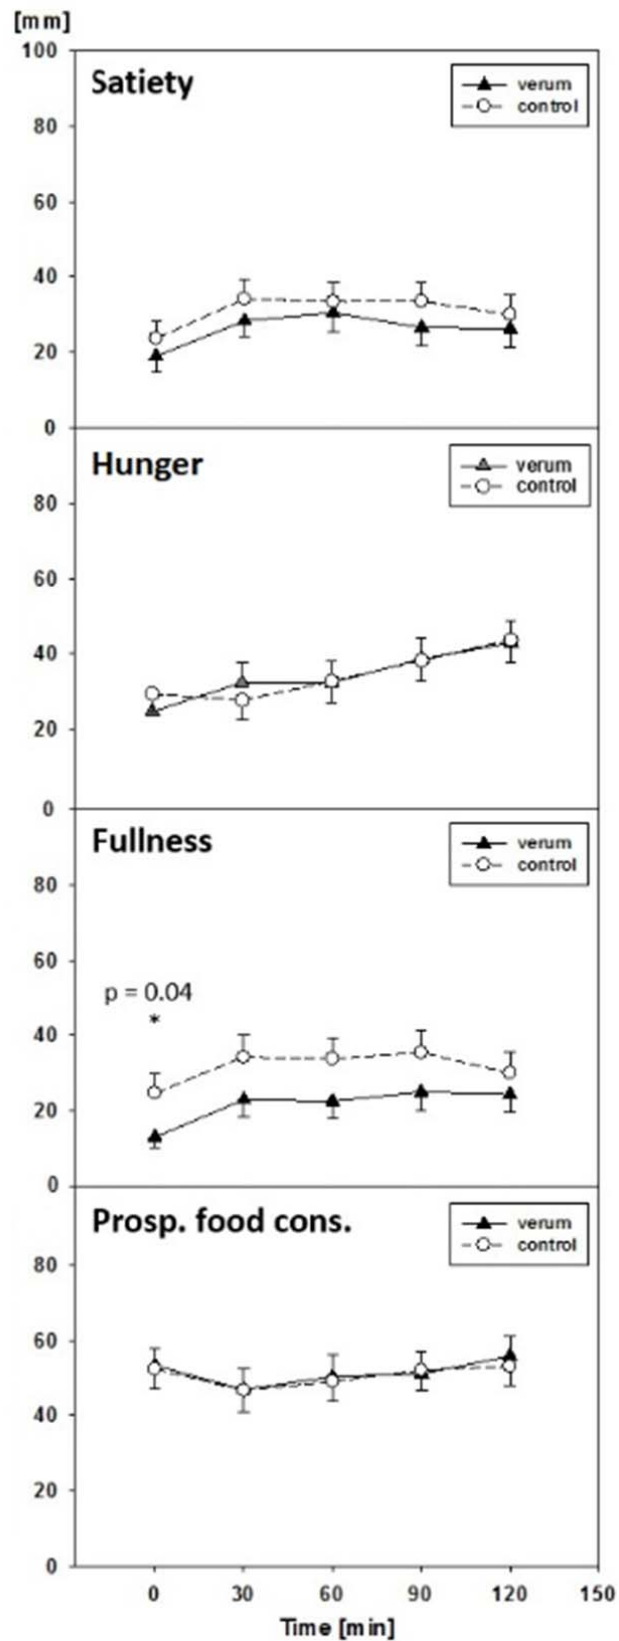 [mm]
100
Satiety
verum
control
80
60
40
20
0
Hunger
verum
control
80
60
40
20
0
Fullness
verum
control
80
60
p = 0.04
*
40
20
0
Prosp. food cons.
verum
control
80
60
40
20
0
0 30 60 90 120 150
Time [min]